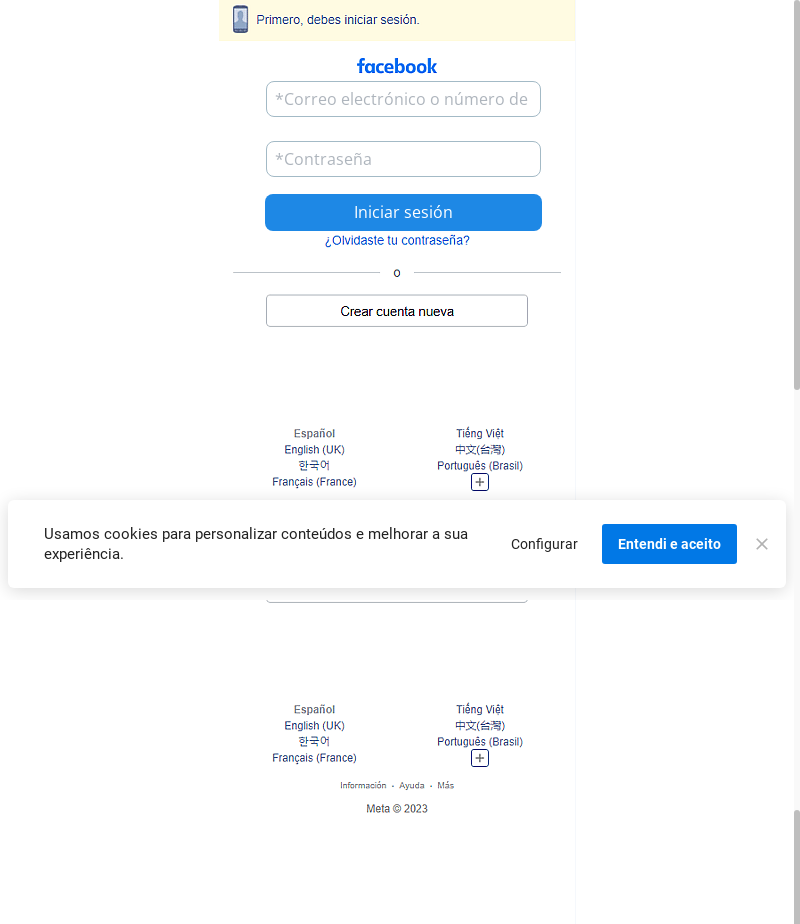 Primero, debes iniciar sesión.
facebook
*Correo electrónico o número de
*Contraseña
Iniciar sesión
¿Olvidaste tu contraseña?
o
Crear cuenta nueva
Español
Tiếng Việt
English (UK)
中文(台灣)
한국어
Português (Brasil)
Français (France)
Usamos cookies para personalizar conteúdos e melhorar a sua
experiência.
Configurar
Entendi e aceito
Español
Tiếng Việt
English (UK)
中文(台灣)
한국어
Português (Brasil)
Français (France)
Información · Ayuda · Más
Meta © 2023